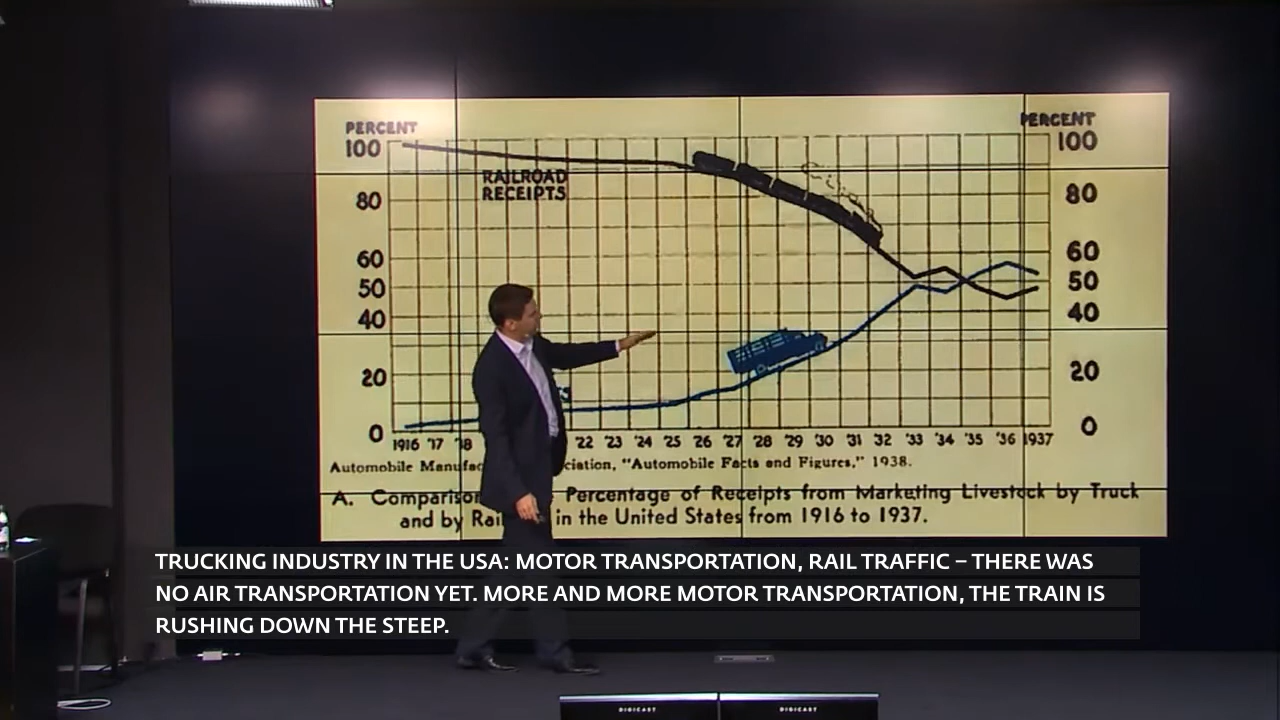 PERCENT
PERCENT
100
100
RAILROAD
RECEIPTS
80
80
60
60
50
50
40
40
20
20
0
0
1916 '17 '18 '22 '23 '24 '25 '26 '27 '28 '29 '30 '31 '32 '33 '34 '35 '36 1937
Automobile "Automobile Facts and Figures," 1938.
A. Comparison Percentage of Receipts from Marketing Livestock by Truck
and by in the United States from 1916 to 1937.
TRUCKING INDUSTRY IN THE USA: MOTOR TRANSPORTATION, RAIL TRAFFIC – THERE WAS
NO AIR TRANSPORTATION YET. MORE AND MORE MOTOR TRANSPORTATION, THE TRAIN IS
RUSHING DOWN THE STEEP.
DIGICAST
DIGICAST